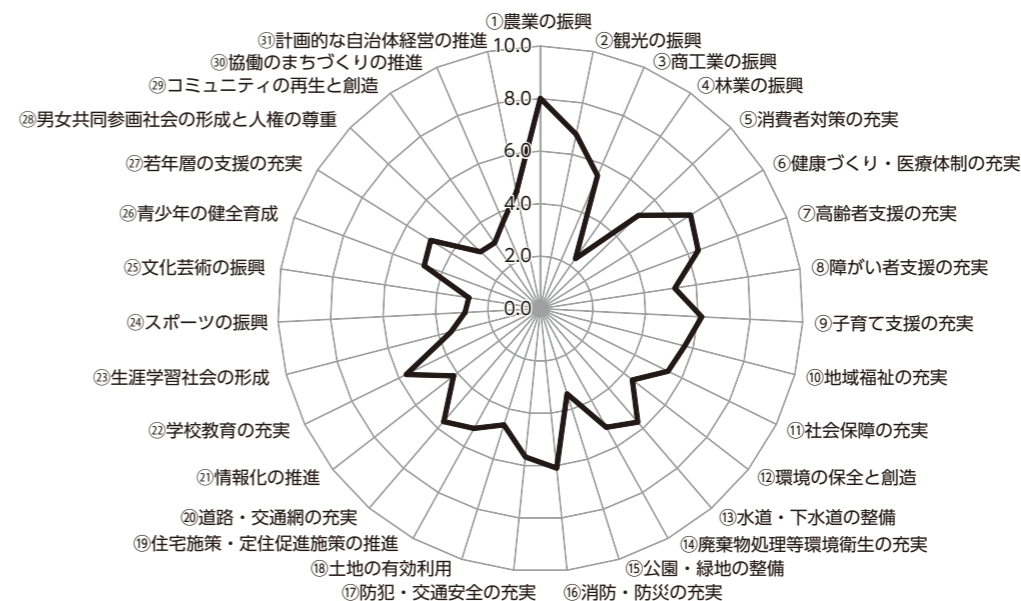 ①農業の振興
②観光の振興
③商工業の振興
④林業の振興
⑤消費者対策の充実
⑥健康づくり・医療体制の充実
⑦高齢者支援の充実
⑧障がい者支援の充実
⑨子育て支援の充実
⑩地域福祉の充実
⑪社会保障の充実
⑫環境の保全と創造
⑬水道・下水道の整備
⑭廃棄物処理等環境衛生の充実
⑮公園・緑地の整備
⑯消防・防災の充実
⑰防犯・交通安全の充実
⑱土地の有効利用
⑲住宅施策・定住促進施策の推進
⑳道路・交通網の充実
㉑情報化の推進
㉒学校教育の充実
㉓生涯学習社会の形成
㉔スポーツの振興
㉕文化芸術の振興
㉖青少年の健全育成
㉗若年層の支援の充実
㉘男女共同参画社会の形成と人権の尊重
㉙コミュニティの再生と創造
㉚協働のまちづくりの推進
㉛計画的な自治体経営の推進
10.0
8.0
6.0
4.0
2.0
0.0